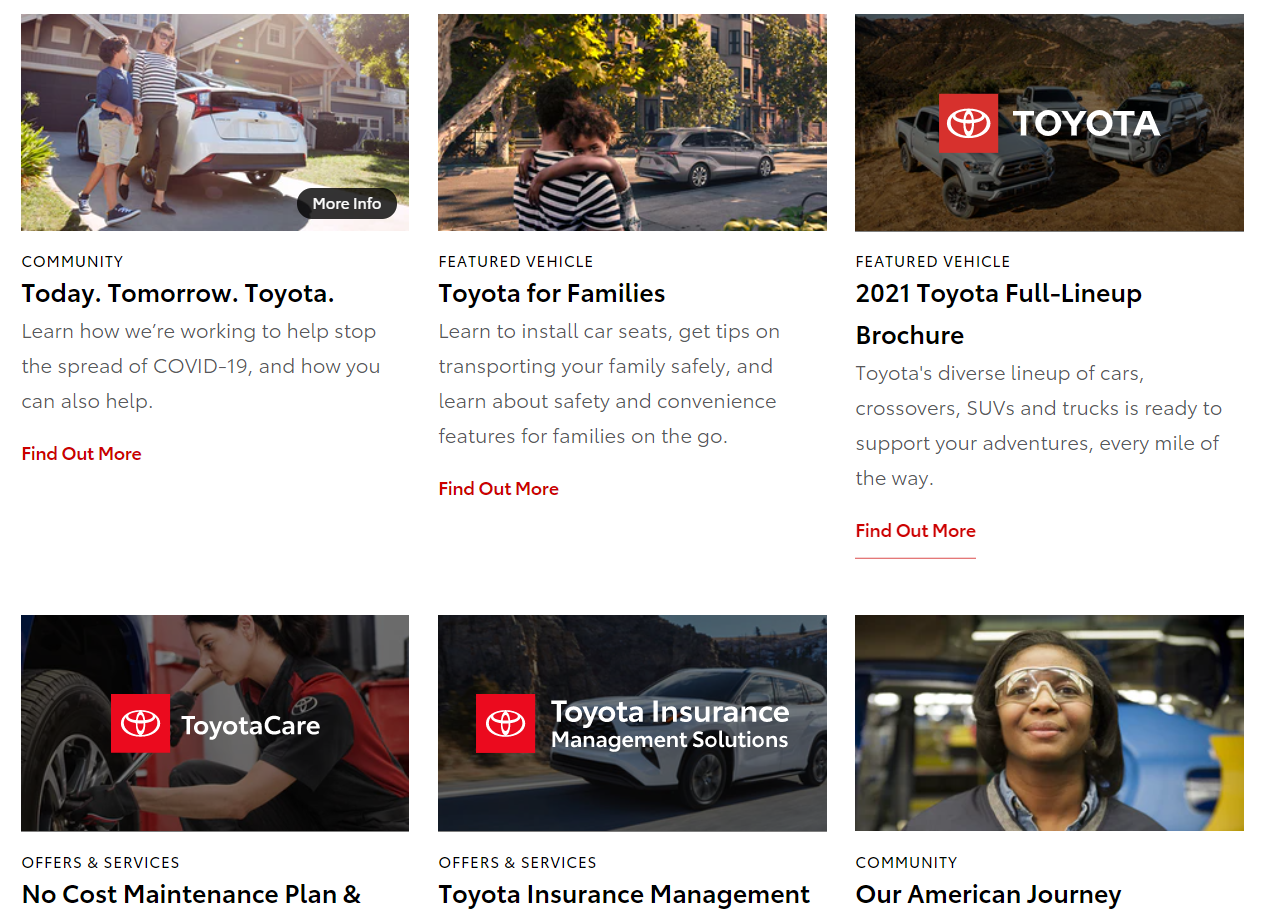 More Info
TOYOTA
COMMUNITY
Today. Tomorrow. Toyota.
Learn how we’re working to help stop
the spread of COVID-19, and how you
can also help.
Find Out More
FEATURED VEHICLE
Toyota for Families
Learn to install car seats, get tips on
transporting your family safely, and
learn about safety and convenience
features for families on the go.
Find Out More
FEATURED VEHICLE
2021 Toyota Full-Lineup
Brochure
Toyota's diverse lineup of cars,
crossovers, SUVs and trucks is ready to
support your adventures, every mile of
the way.
Find Out More
ToyotaCare
OFFERS & SERVICES
No Cost Maintenance Plan &
Toyota Insurance
Management Solutions
OFFERS & SERVICES
Toyota Insurance Management
COMMUNITY
Our American Journey